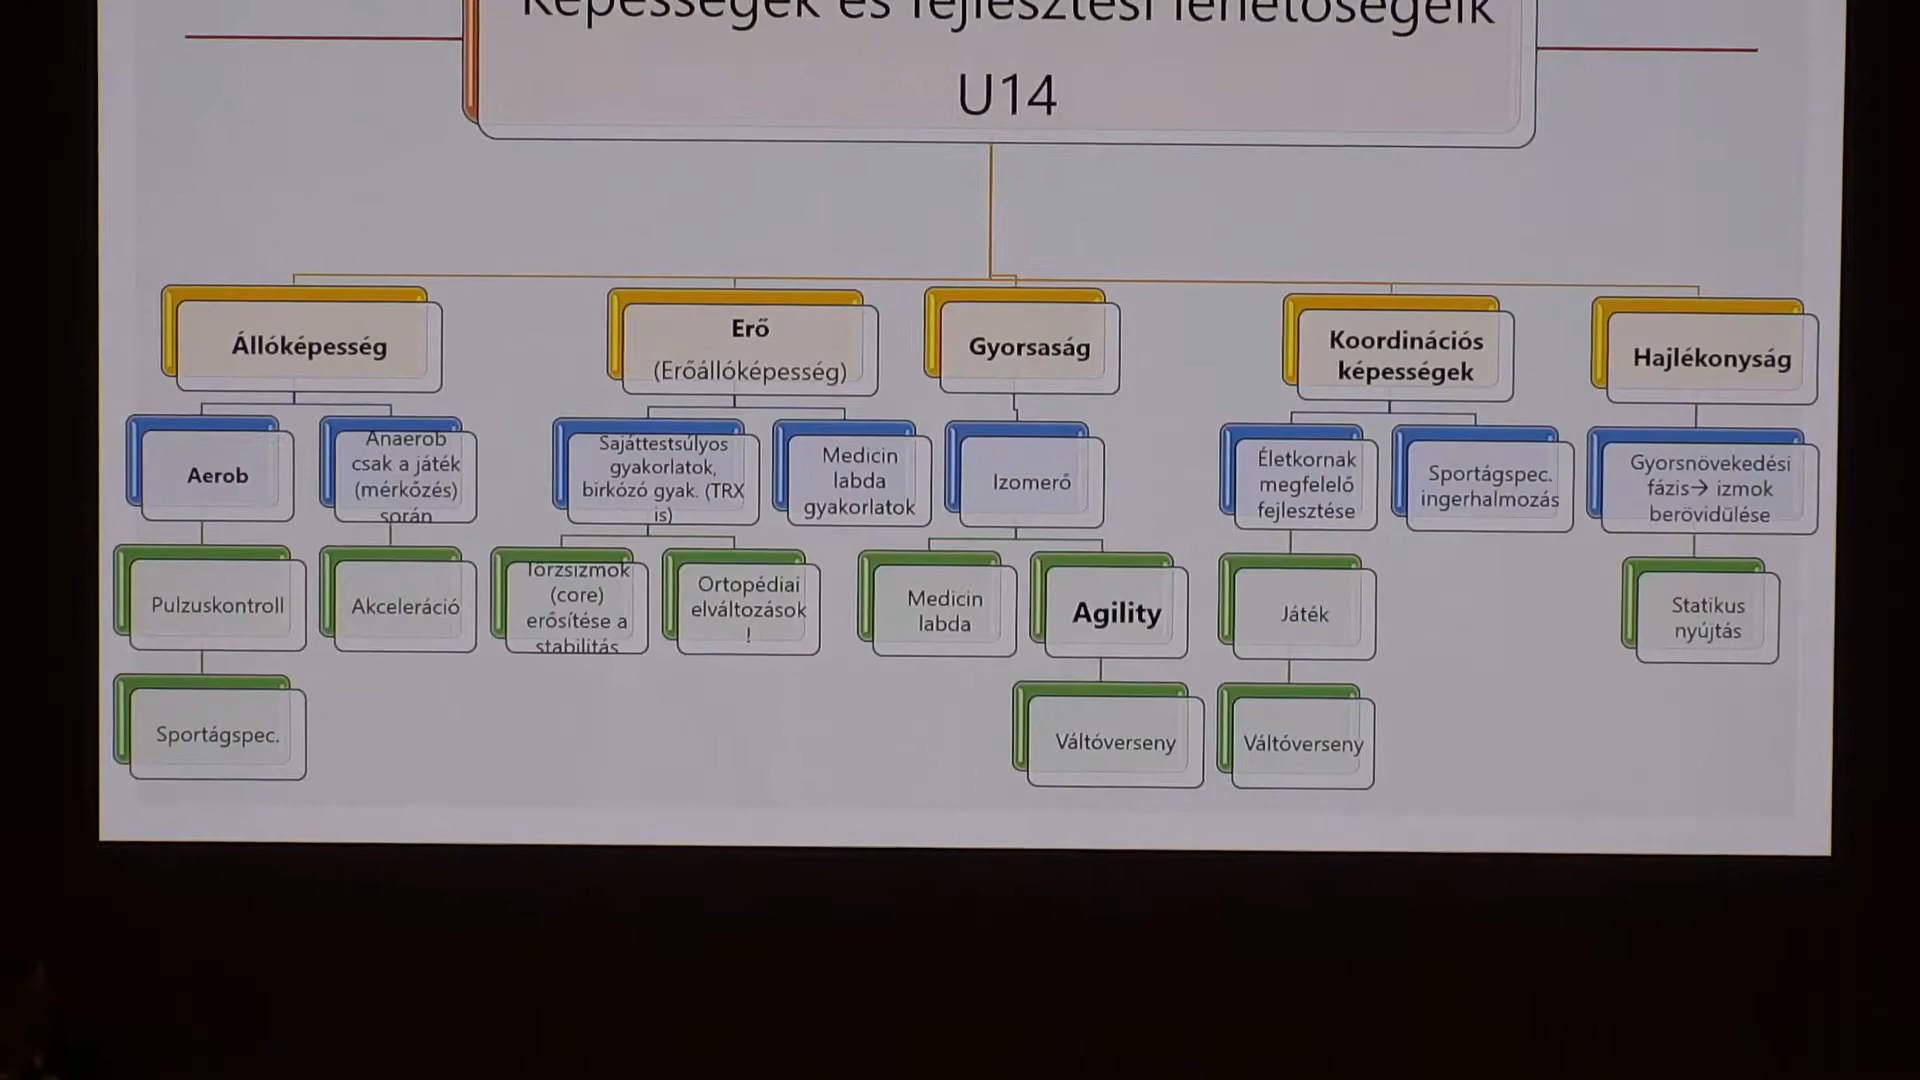 Képességek és fejlesztési lehetőségeik
U14
Állóképesség
Erő
(Erőállóképesség)
Gyorsaság
Koordinációs
képességek
Hajlékonyság
Aerob
Anaerob
csak a játék
(mérkőzés)
során
Sajáttestsúlyos
gyakorlatok,
birkózó gyak. (TRX
is)
Medicin
labda
gyakorlatok
Izomerő
Életkornak
megfelelő
fejlesztése
Sportágspec.
ingerhalmozás
Gyorsnövekedési
fázis→ izmok
berövidülése
Pulzuskontroll
Akceleráció
Törzsizmok
(core)
erősítése a
stabilitás
Ortopédiai
elváltozások
!
Medicin
labda
Agility
Játék
Statikus
nyújtás
Sportágspec.
Váltóverseny
Váltóverseny